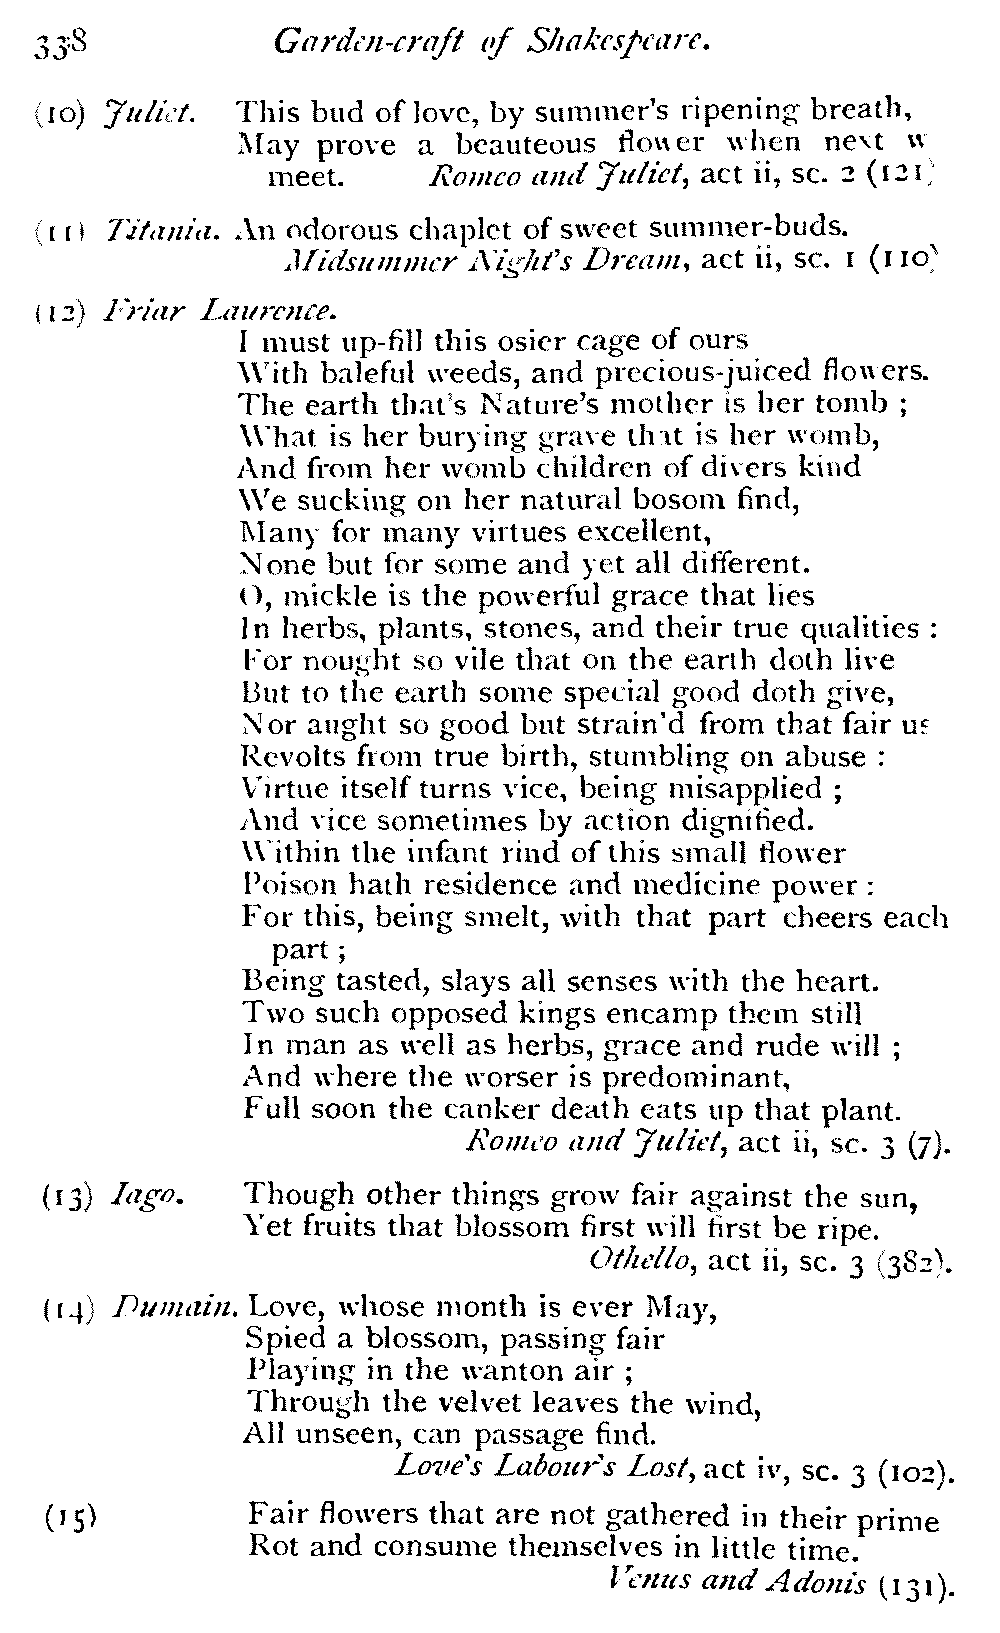 338 Garden-craft of Shakespeare.
(10) Juliet. This bud of love, by summer's ripening breath,
May prove a beauteous flower when next w
meet. Romeo and Juliet, act ii, sc. 2 (121)
(11) Titania. An odorous chaplet of sweet summer-buds.
Midsummer Night's Dream, act ii, sc. 1 (110)
(12) Friar Laurence.
I must up-fill this osier cage of ours
With baleful weeds, and precious-juiced flowers.
The earth that's Nature's mother is her tomb ;
What is her burying grave that is her womb,
And from her womb children of divers kind
We sucking on her natural bosom find,
Many for many virtues excellent,
None but for some and yet all different.
O, mickle is the powerful grace that lies
In herbs, plants, stones, and their true qualities :
For nought so vile that on the earth doth live
But to the earth some special good doth give,
Nor aught so good but strain'd from that fair us
Revolts from true birth, stumbling on abuse :
Virtue itself turns vice, being misapplied ;
And vice sometimes by action dignified.
Within the infant rind of this small flower
Poison hath residence and medicine power :
For this, being smelt, with that part cheers each
part ;
Being tasted, slays all senses with the heart.
Two such opposed kings encamp them still
In man as well as herbs, grace and rude will ;
And where the worser is predominant,
Full soon the canker death eats up that plant.
Romeo and Juliet, act ii, sc. 3 (7).
(13) Iago. Though other things grow fair against the sun,
Yet fruits that blossom first will first be ripe.
Othello, act ii, sc. 3 (382).
(14) Dumain. Love, whose month is ever May,
Spied a blossom, passing fair
Playing in the wanton air ;
Through the velvet leaves the wind,
All unseen, can passage find.
Love's Labour's Lost, act iv, sc. 3 (102).
(15) Fair flowers that are not gathered in their prime
Rot and consume themselves in little time.
Venus and Adonis (131).